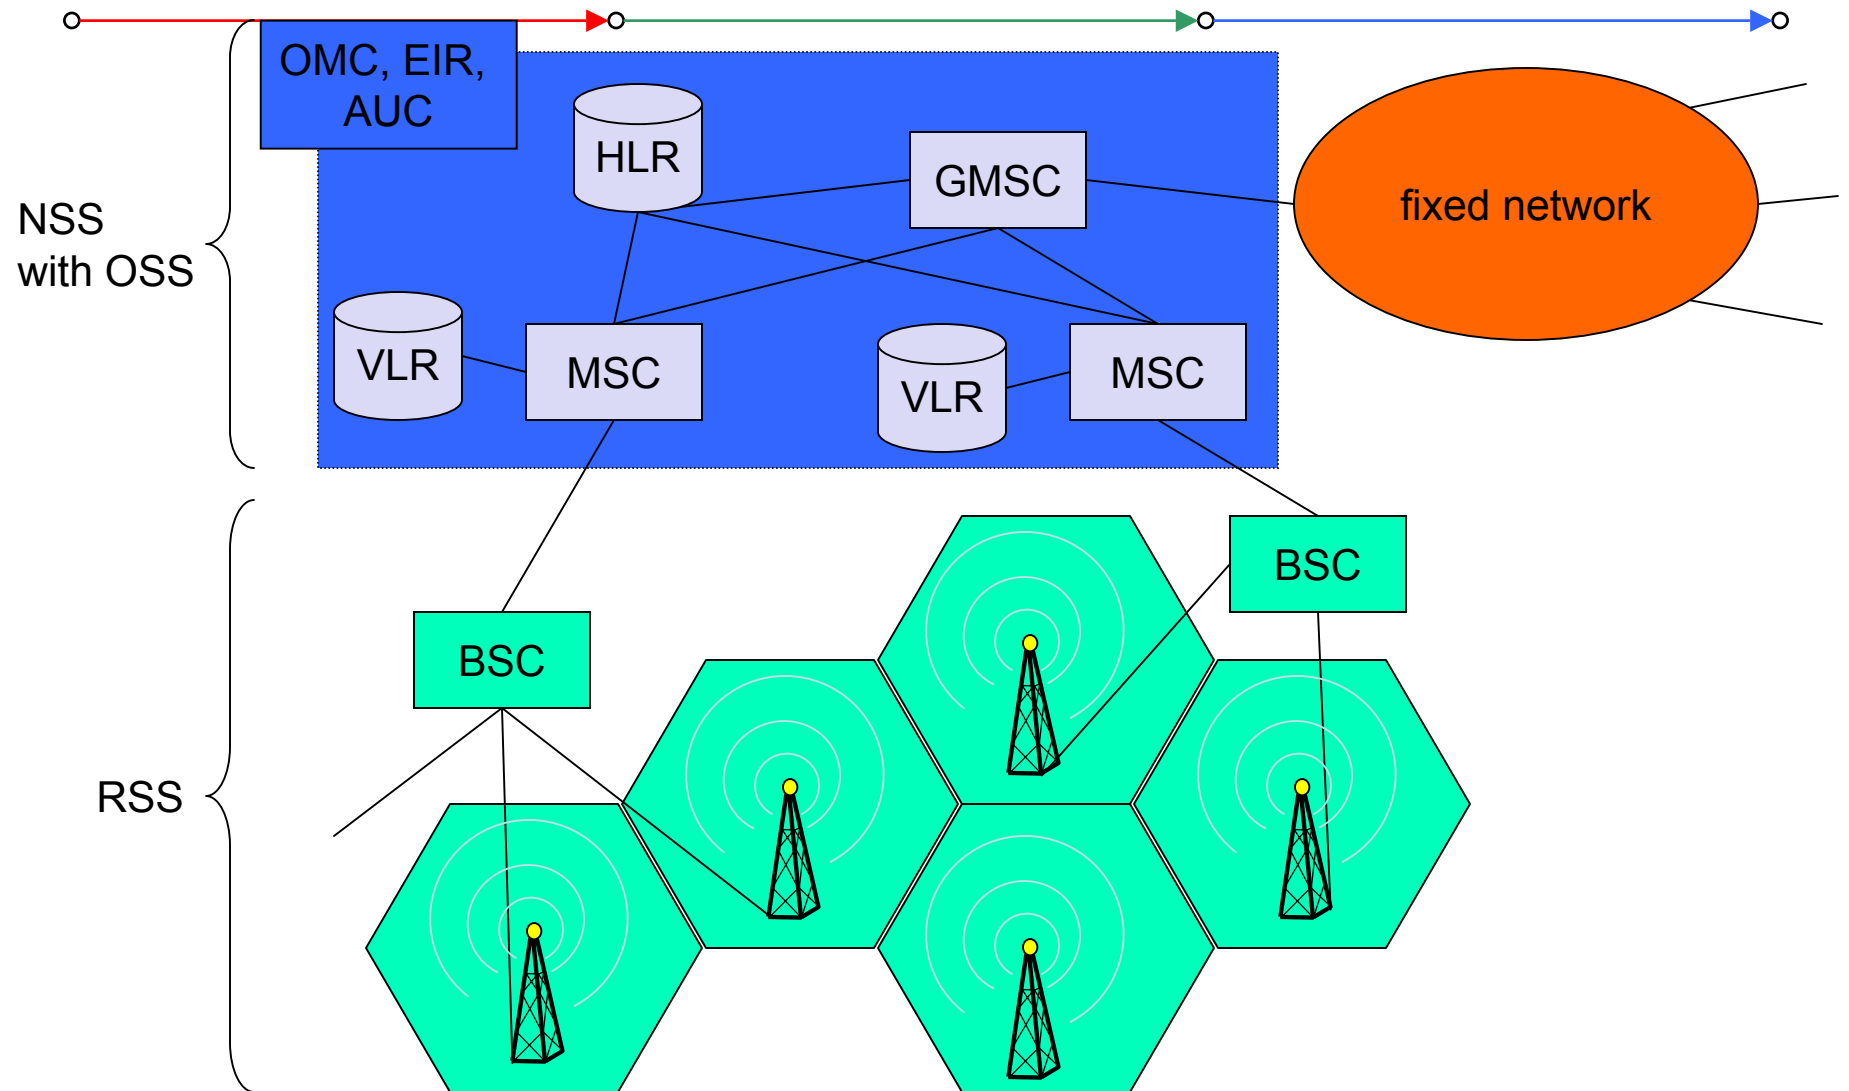 OMC, EIR,
AUC
HLR
GMSC
fixed network
NSS
with OSS
VLR
MSC
VLR
MSC
BSC
BSC
RSS